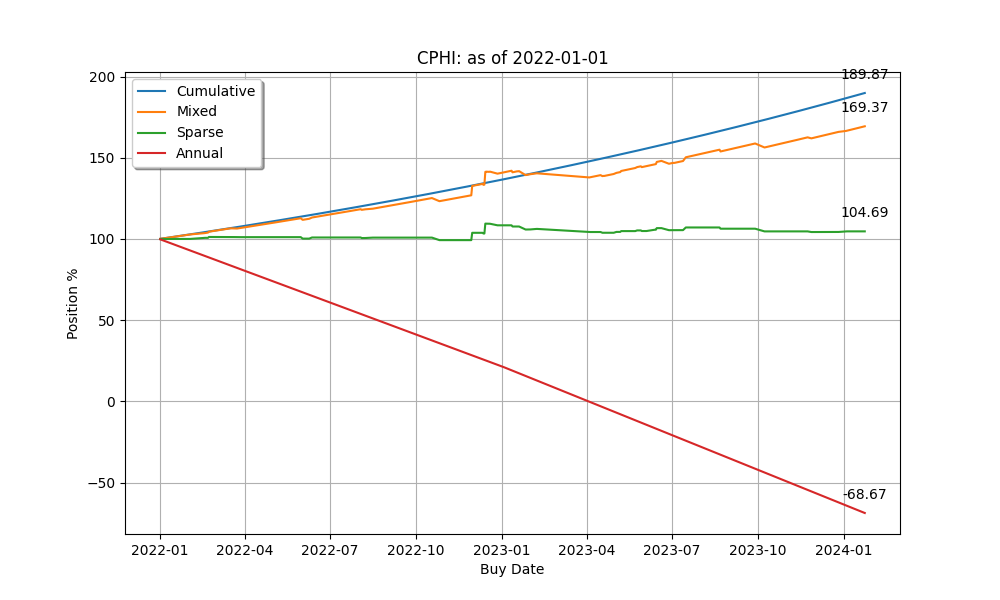 CPHI: as of 2022-01-01
Cumulative
Mixed
Sparse
Annual
189.87
169.37
104.69
-68.67
200
150
100
50
0
−50
Position %
2022-01 2022-04 2022-07 2022-10 2023-01 2023-04 2023-07 2023-10 2024-01
Buy Date